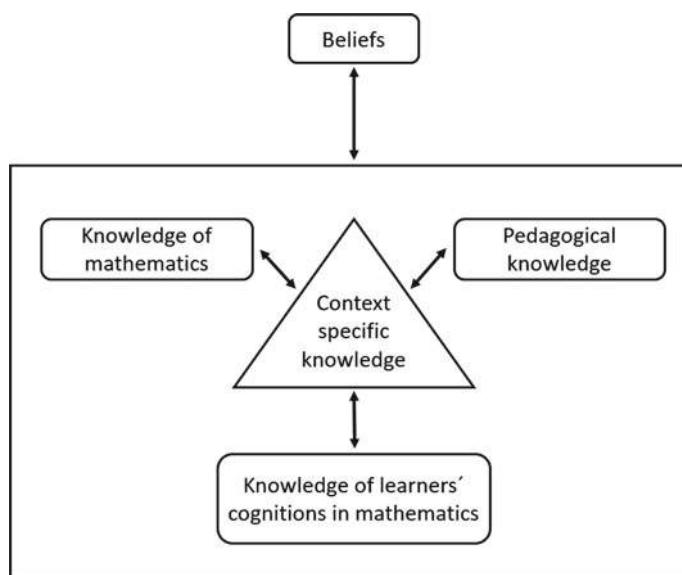 Beliefs
Knowledge of
mathematics
Pedagogical
knowledge
Context
specific
knowledge
Knowledge of learners´
cognitions in mathematics